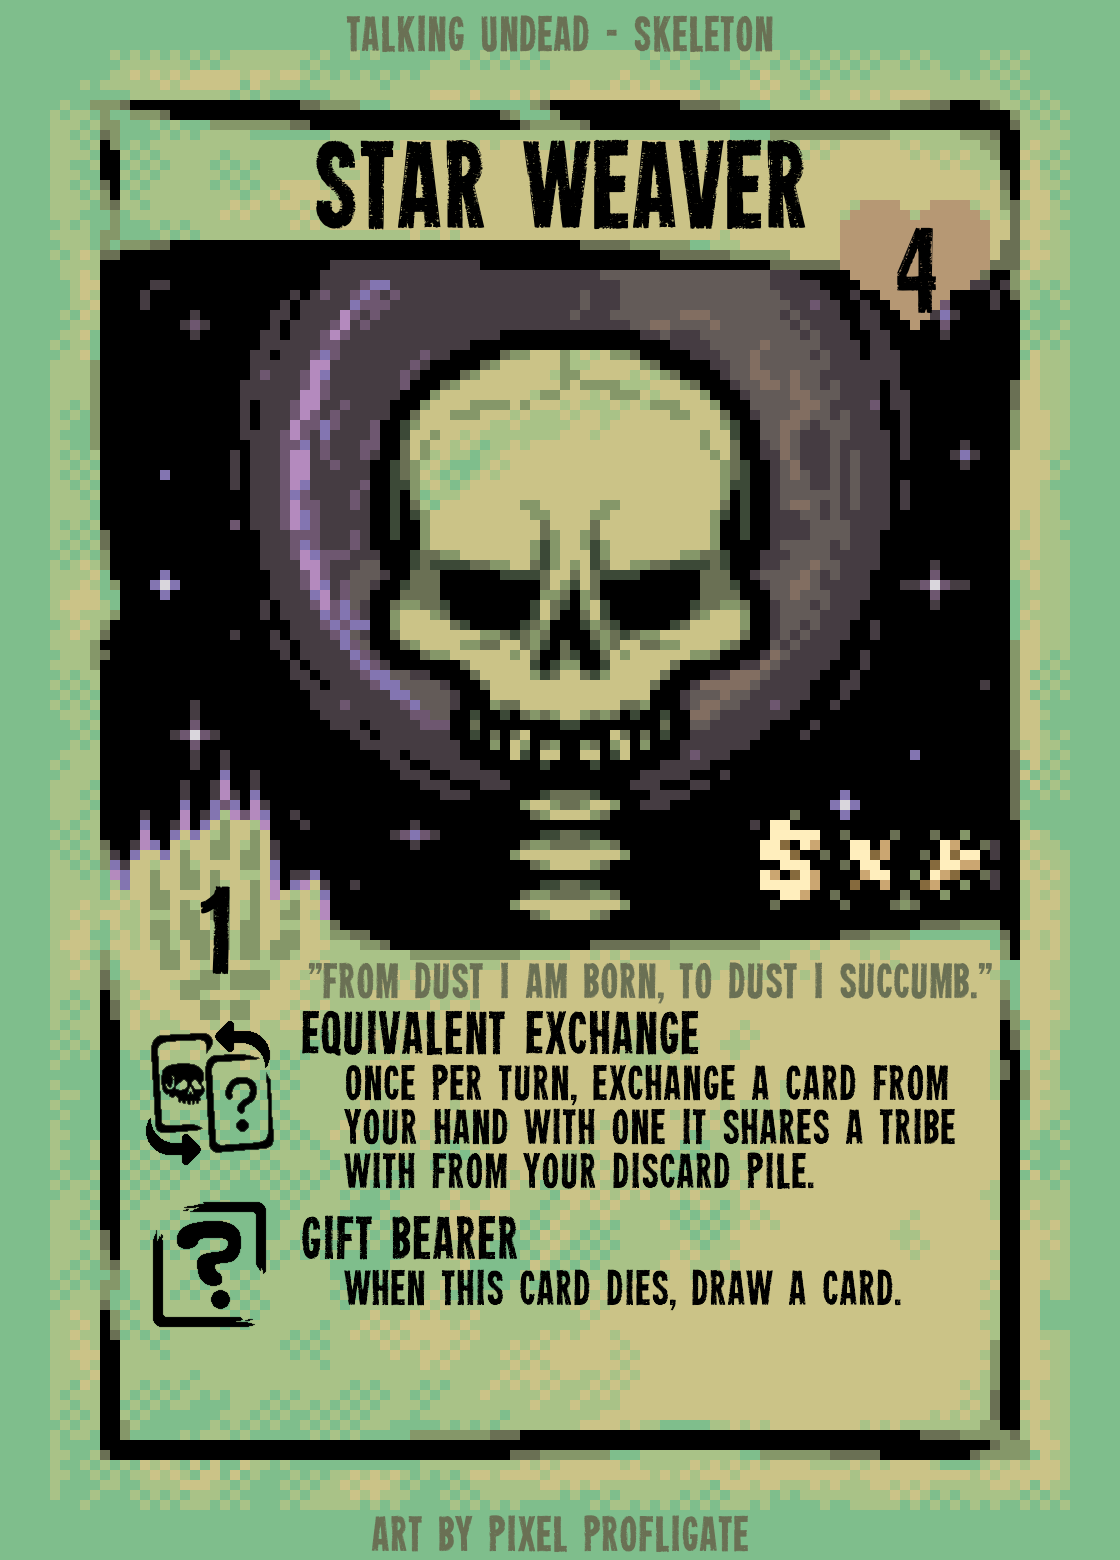 TALKING UNDEAD - SKELETON
STAR WEAVER
4
1
"FROM DUST I AM BORN, TO DUST I SUCCUMB."
EQUIVALENT EXCHANGE
ONCE PER TURN, EXCHANGE A CARD FROM
YOUR HAND WITH ONE IT SHARES A TRIBE
WITH FROM YOUR DISCARD PILE.
?
?
GIFT BEARER
WHEN THIS CARD DIES, DRAW A CARD.
ART BY PIXEL PROFLIGATE